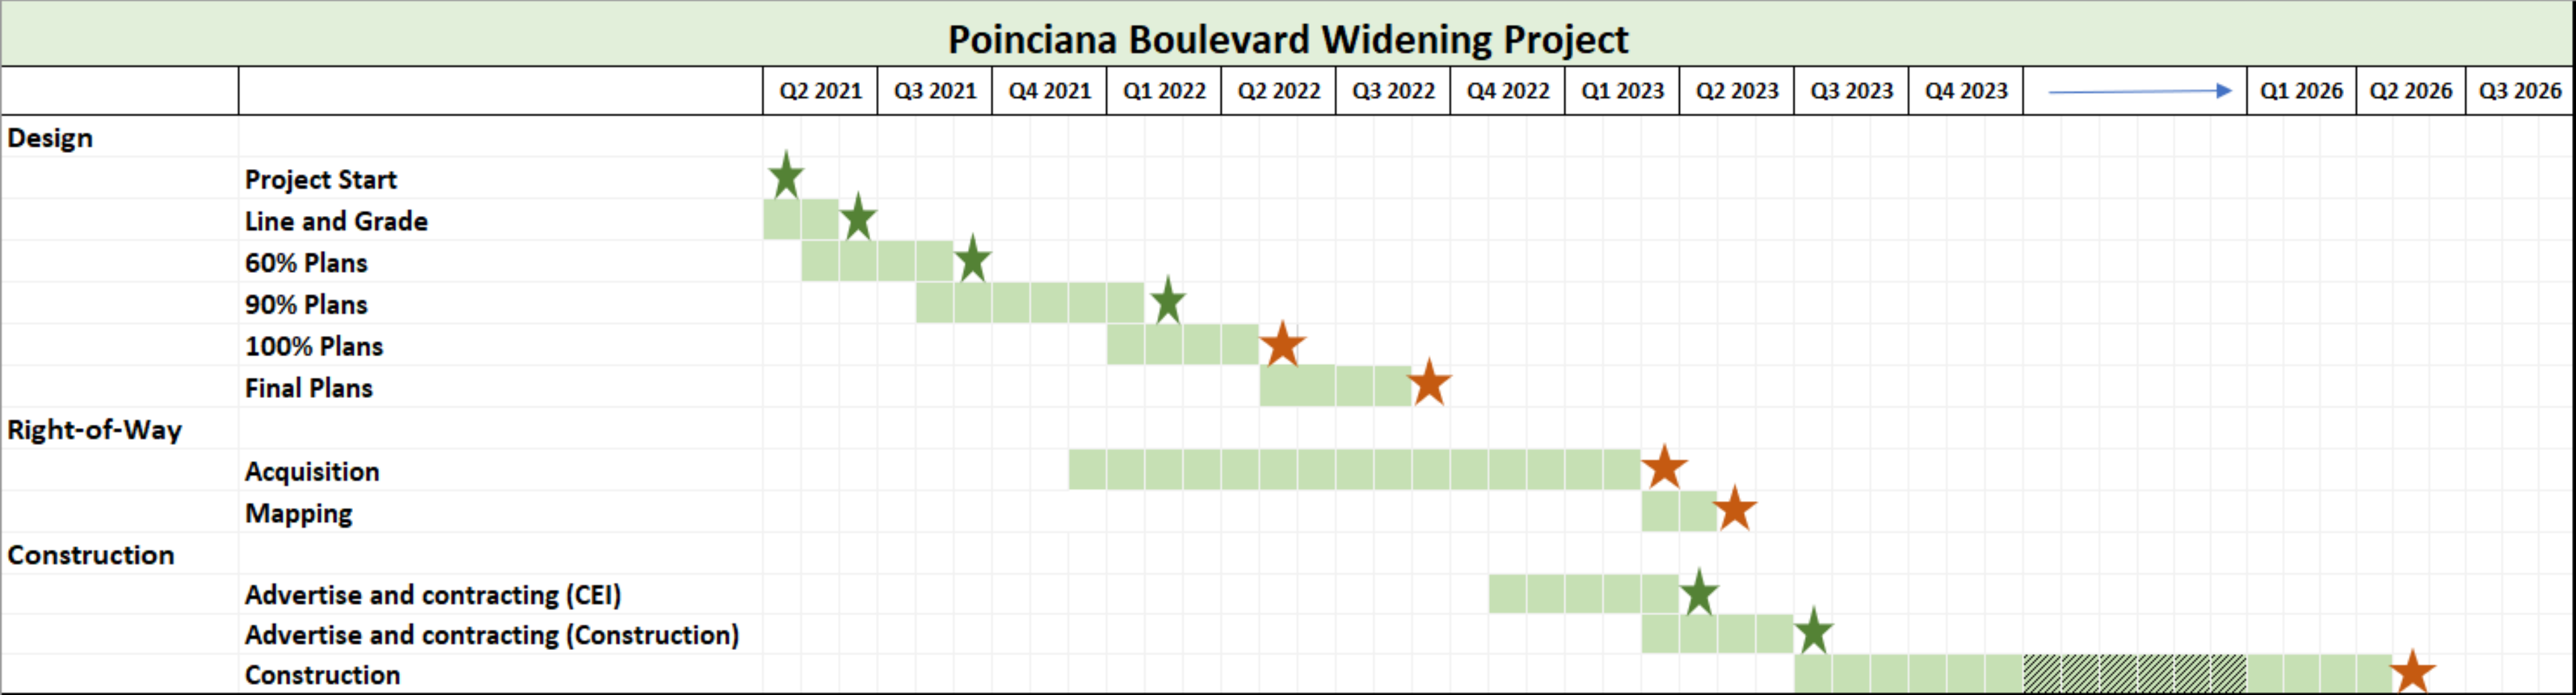 Poinciana Boulevard Widening Project
Q2 2021 Q3 2021 Q4 2021 Q1 2022 Q2 2022 Q3 2022 Q4 2022 Q1 2023 Q2 2023 Q3 2023 Q4 2023 Q1 2026 Q2 2026 Q3 2026
Design
Project Start
Line and Grade
60% Plans
90% Plans
100% Plans
Final Plans
Right-of-Way
Acquisition
Mapping
Construction
Advertise and contracting (CEI)
Advertise and contracting (Construction)
Construction